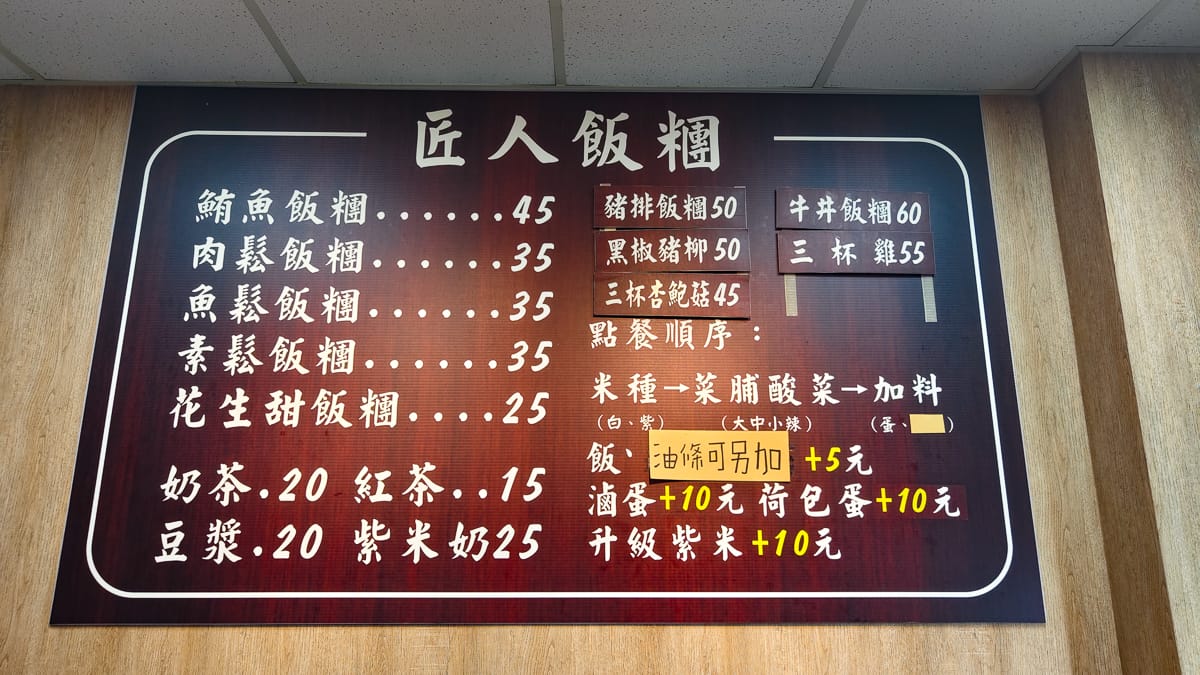 匠人飯糰
鮪魚飯糰......45
肉鬆飯糰......35
魚鬆飯糰......35
素鬆飯糰......35
花生甜飯糰....25
奶茶.20 紅茶..15
豆漿.20 紫米奶25
豬排飯糰50
黑椒豬柳50
三杯杏鮑菇45
牛丼飯糰60
三杯雞55
點餐順序：
米種→菜脯酸菜→加料
（白、紫） （大中小辣） （蛋、 ）
飯、 油條可另加 +5元
滷蛋+10元 荷包蛋+10元
升級紫米+10元